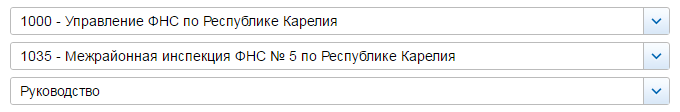 1000 - Управление ФНС по Республике Карелия
1035 - Межрайонная инспекция ФНС № 5 по Республике Карелия
Руководство